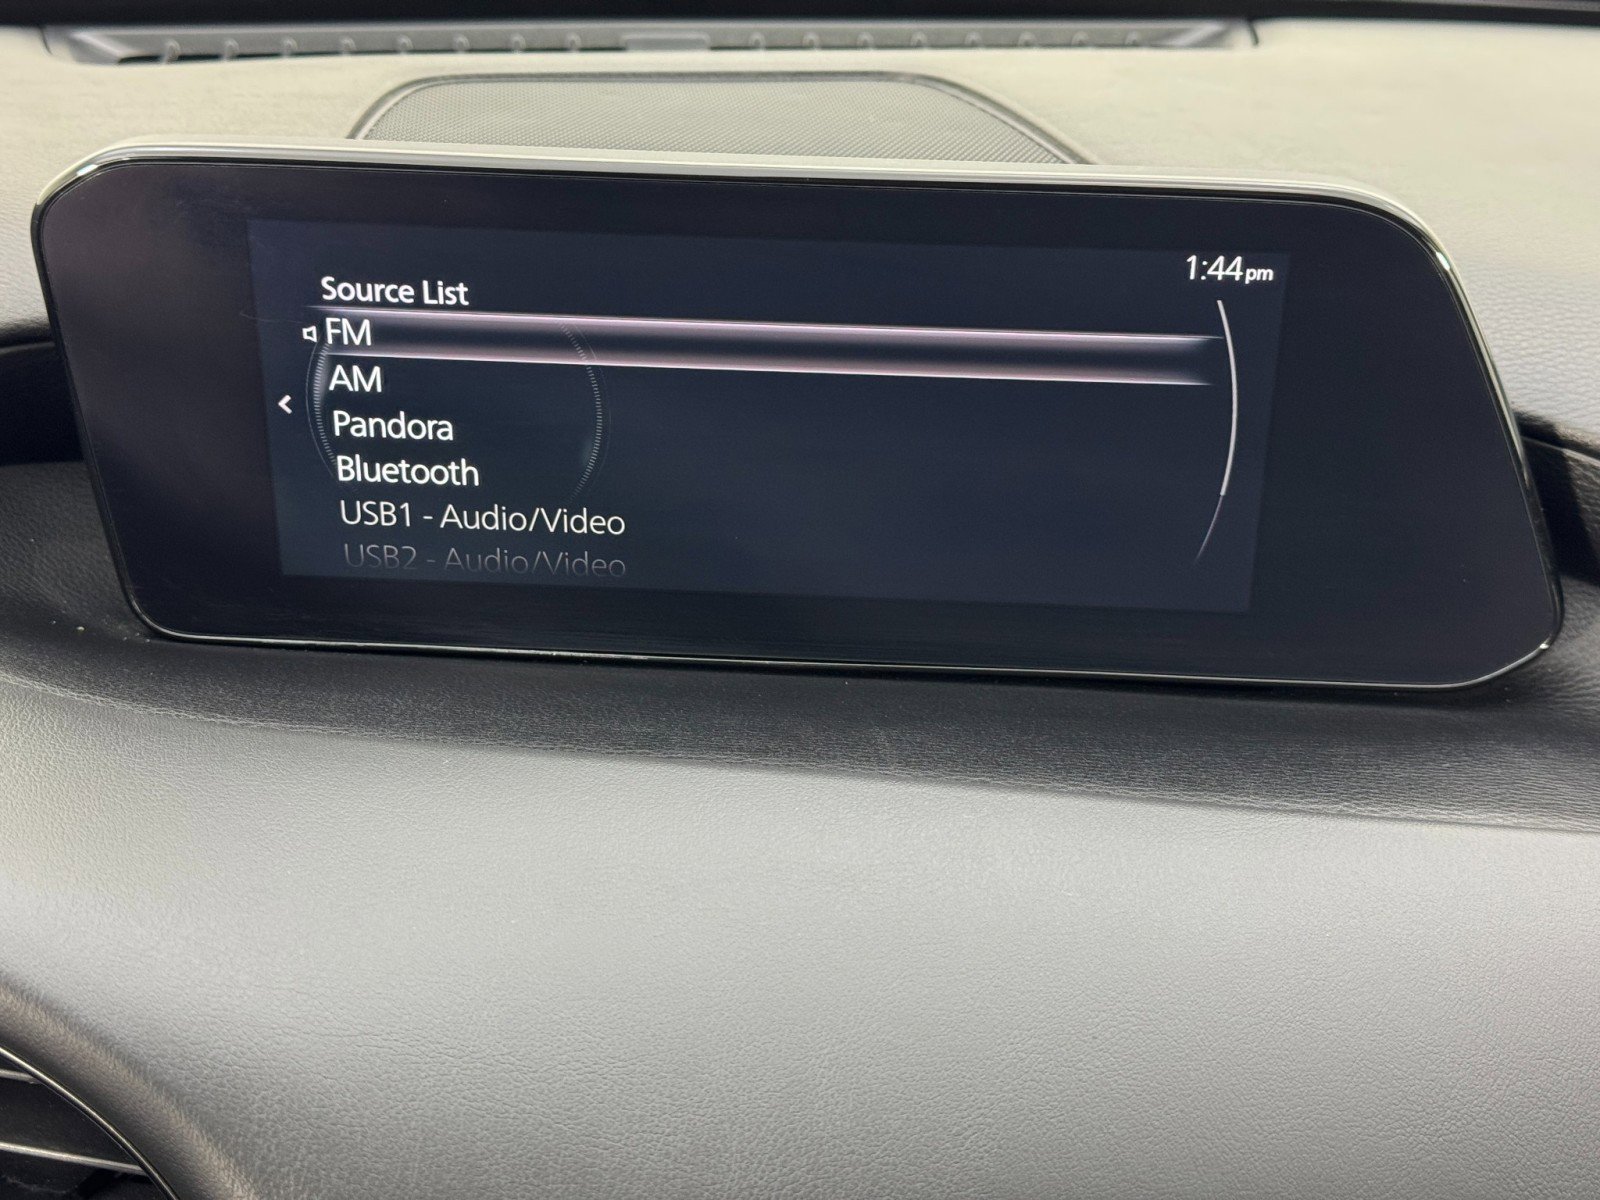 1:44pm
Source List
FM
AM
Pandora
Bluetooth
USB1 - Audio/Video
USB2 - Audio/Video